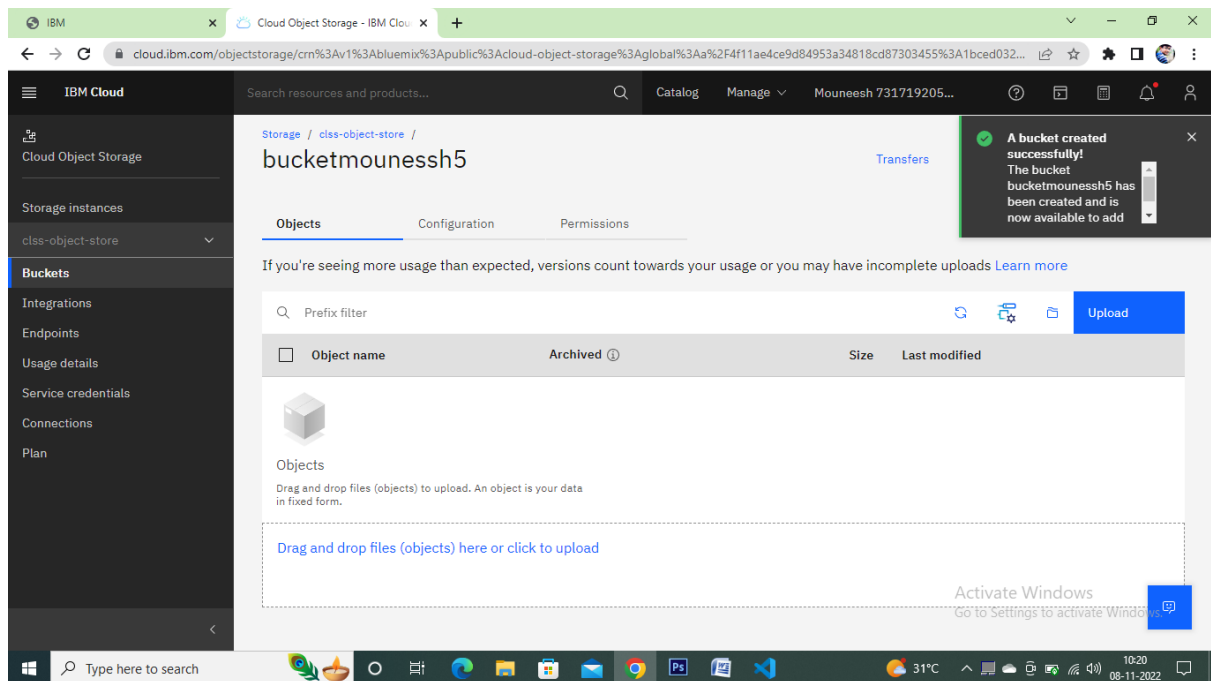 IBM
Cloud Object Storage - IBM Clou
cloud.ibm.com/objectstorage/crn%3Av1%3Abluemix%3Apublic%3Acloud-object-storage%3Aglobal%3Aa%2F4f11ae4ce9d84953a34818cd87303455%3A1bced032...
IBM Cloud
Search resources and products...
Catalog
Manage
Mouneesh 731719205...
Cloud Object Storage
Storage instances
clss-object-store
Buckets
Integrations
Endpoints
Usage details
Service credentials
Connections
Plan
Storage / clss-object-store /
bucketmounessh5
Transfers
A bucket created
successfully!
The bucket
bucketmounessh5 has
been created and is
now available to add
Objects
Configuration
Permissions
If you're seeing more usage than expected, versions count towards your usage or you may have incomplete uploads Learn more
Prefix filter
Upload
Object name
Archived
Size
Last modified
Objects
Drag and drop files (objects) to upload. An object is your data
in fixed form.
Drag and drop files (objects) here or click to upload
Activate Windows
Go to Settings to activate Windows.
Type here to search
Ps
31°C
10:20
08-11-2022